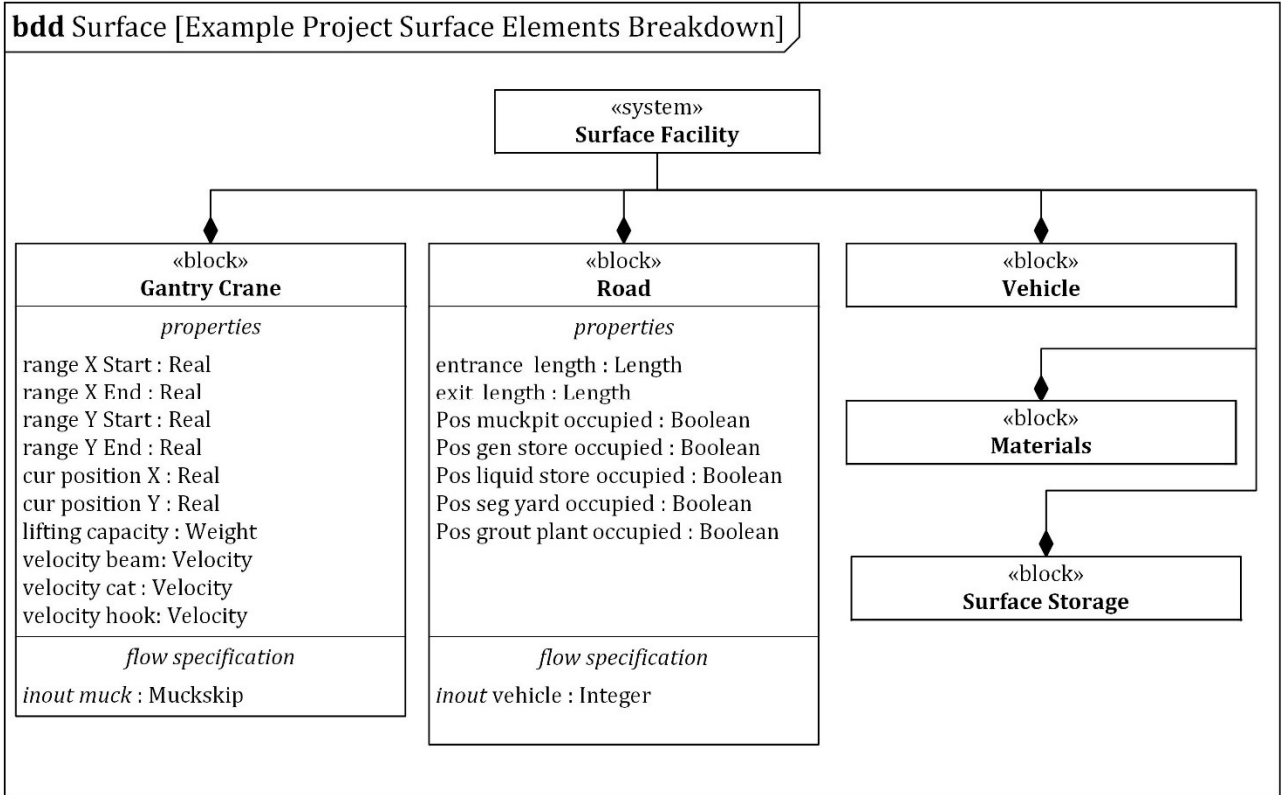 bdd Surface [Example Project Surface Elements Breakdown]
«system»
Surface Facility
«block»
Gantry Crane
properties
range X Start : Real
range X End : Real
range Y Start : Real
range Y End : Real
cur position X : Real
cur position Y : Real
lifting capacity : Weight
velocity beam: Velocity
velocity cat : Velocity
velocity hook: Velocity
flow specification
inout muck : Muckskip
«block»
Road
properties
entrance length : Length
exit length : Length
Pos muckpit occupied : Boolean
Pos gen store occupied : Boolean
Pos liquid store occupied : Boolean
Pos seg yard occupied : Boolean
Pos grout plant occupied : Boolean
flow specification
inout vehicle : Integer
«block»
Vehicle
«block»
Materials
«block»
Surface Storage